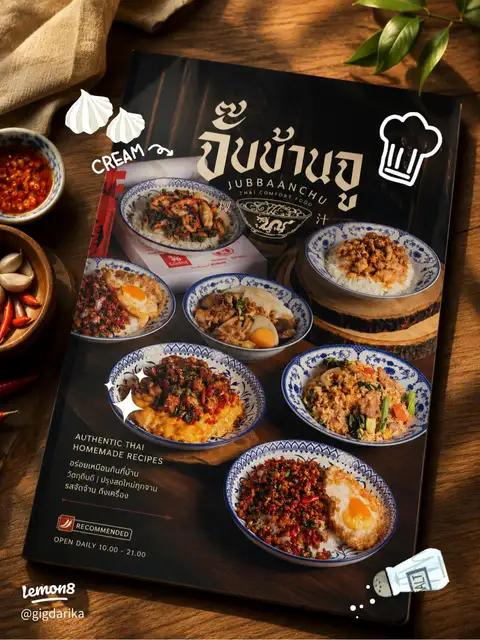 CREAM
จั๊บบ้านจู
JUBBAANCHU
THAI COMFORT FOOD
汁
AUTHENTIC THAI
HOMEMADE RECIPES
อร่อยเหมือนกินที่บ้าน
วัตถุดิบดี | ปรุงสดใหม่ทุกจาน
รสจัดจ้าน ถึงเครื่อง
RECOMMENDED
OPEN DAILY 10.00 - 21.00
lemon8
@gigdarika